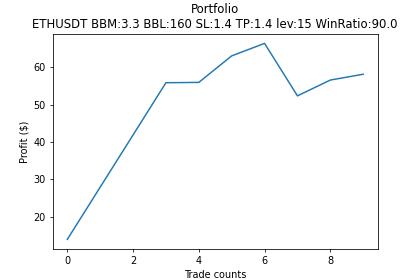 Portfolio
ETHUSDT BBM:3.3 BBL:160 SL:1.4 TP:1.4 lev:15 WinRatio:90.0
Profit ($)
60
50
40
30
20
0 2 4 6 8
Trade counts